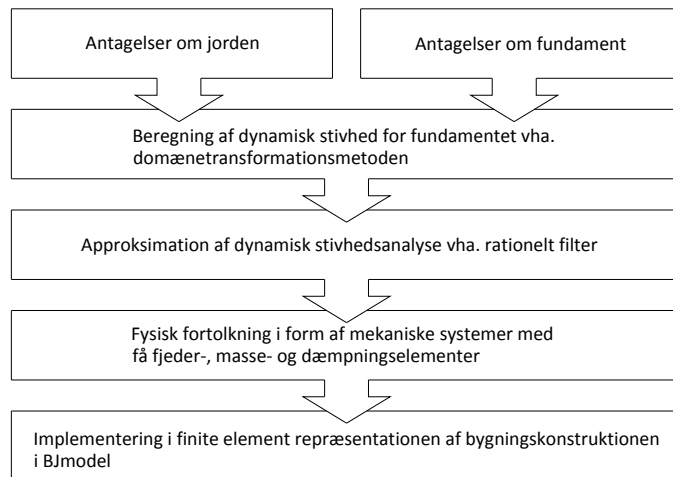 Antagelser om jorden
Antagelser om fundament
Beregning af dynamisk stivhed for fundamentet vha.
domænetransformationsmetoden
Approksimation af dynamisk stivhedsanalyse vha. rationelt filter
Fysisk fortolkning i form af mekaniske systemer med
få fjeder-, masse- og dæmpningselementer
Implementering i finite element repræsentationen af bygningskonstruktionen
i BJmodel